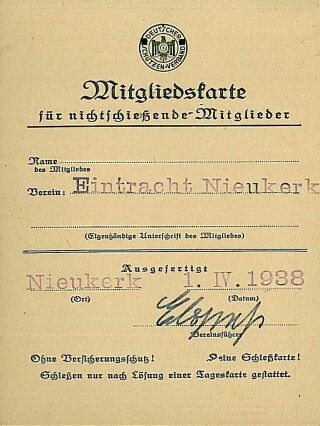 DEUTSCHER
SCHÜTZEN-VERBAND
Mitgliedskarte
für nichtschießende Mitglieder
Name
des Mitgliedes
Verein: Eintracht Nieukerk
(Eigenhändige Unterschrift des Mitgliedes)
Ausgefertigt
Nieukerk 1. IV. 1938
(Ort) (Datum)
Vereinsführer
Ohne Versicherungsschutz! Keine Schießkarte!
Schießen nur nach Lösung einer Tageskarte gestattet.